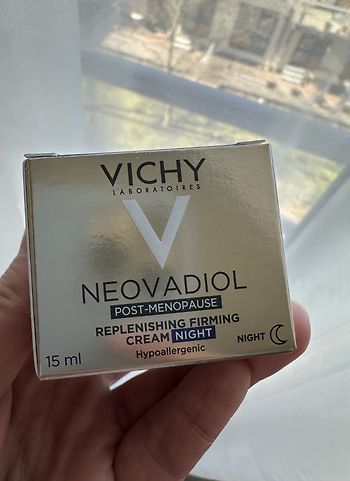 VICHY
LABORATOIRES
NEOVADIOL
POST-MENOPAUSE
REPLENISHING FIRMING
CREAM NIGHT
Hypoallergenic
15 ml
NIGHT